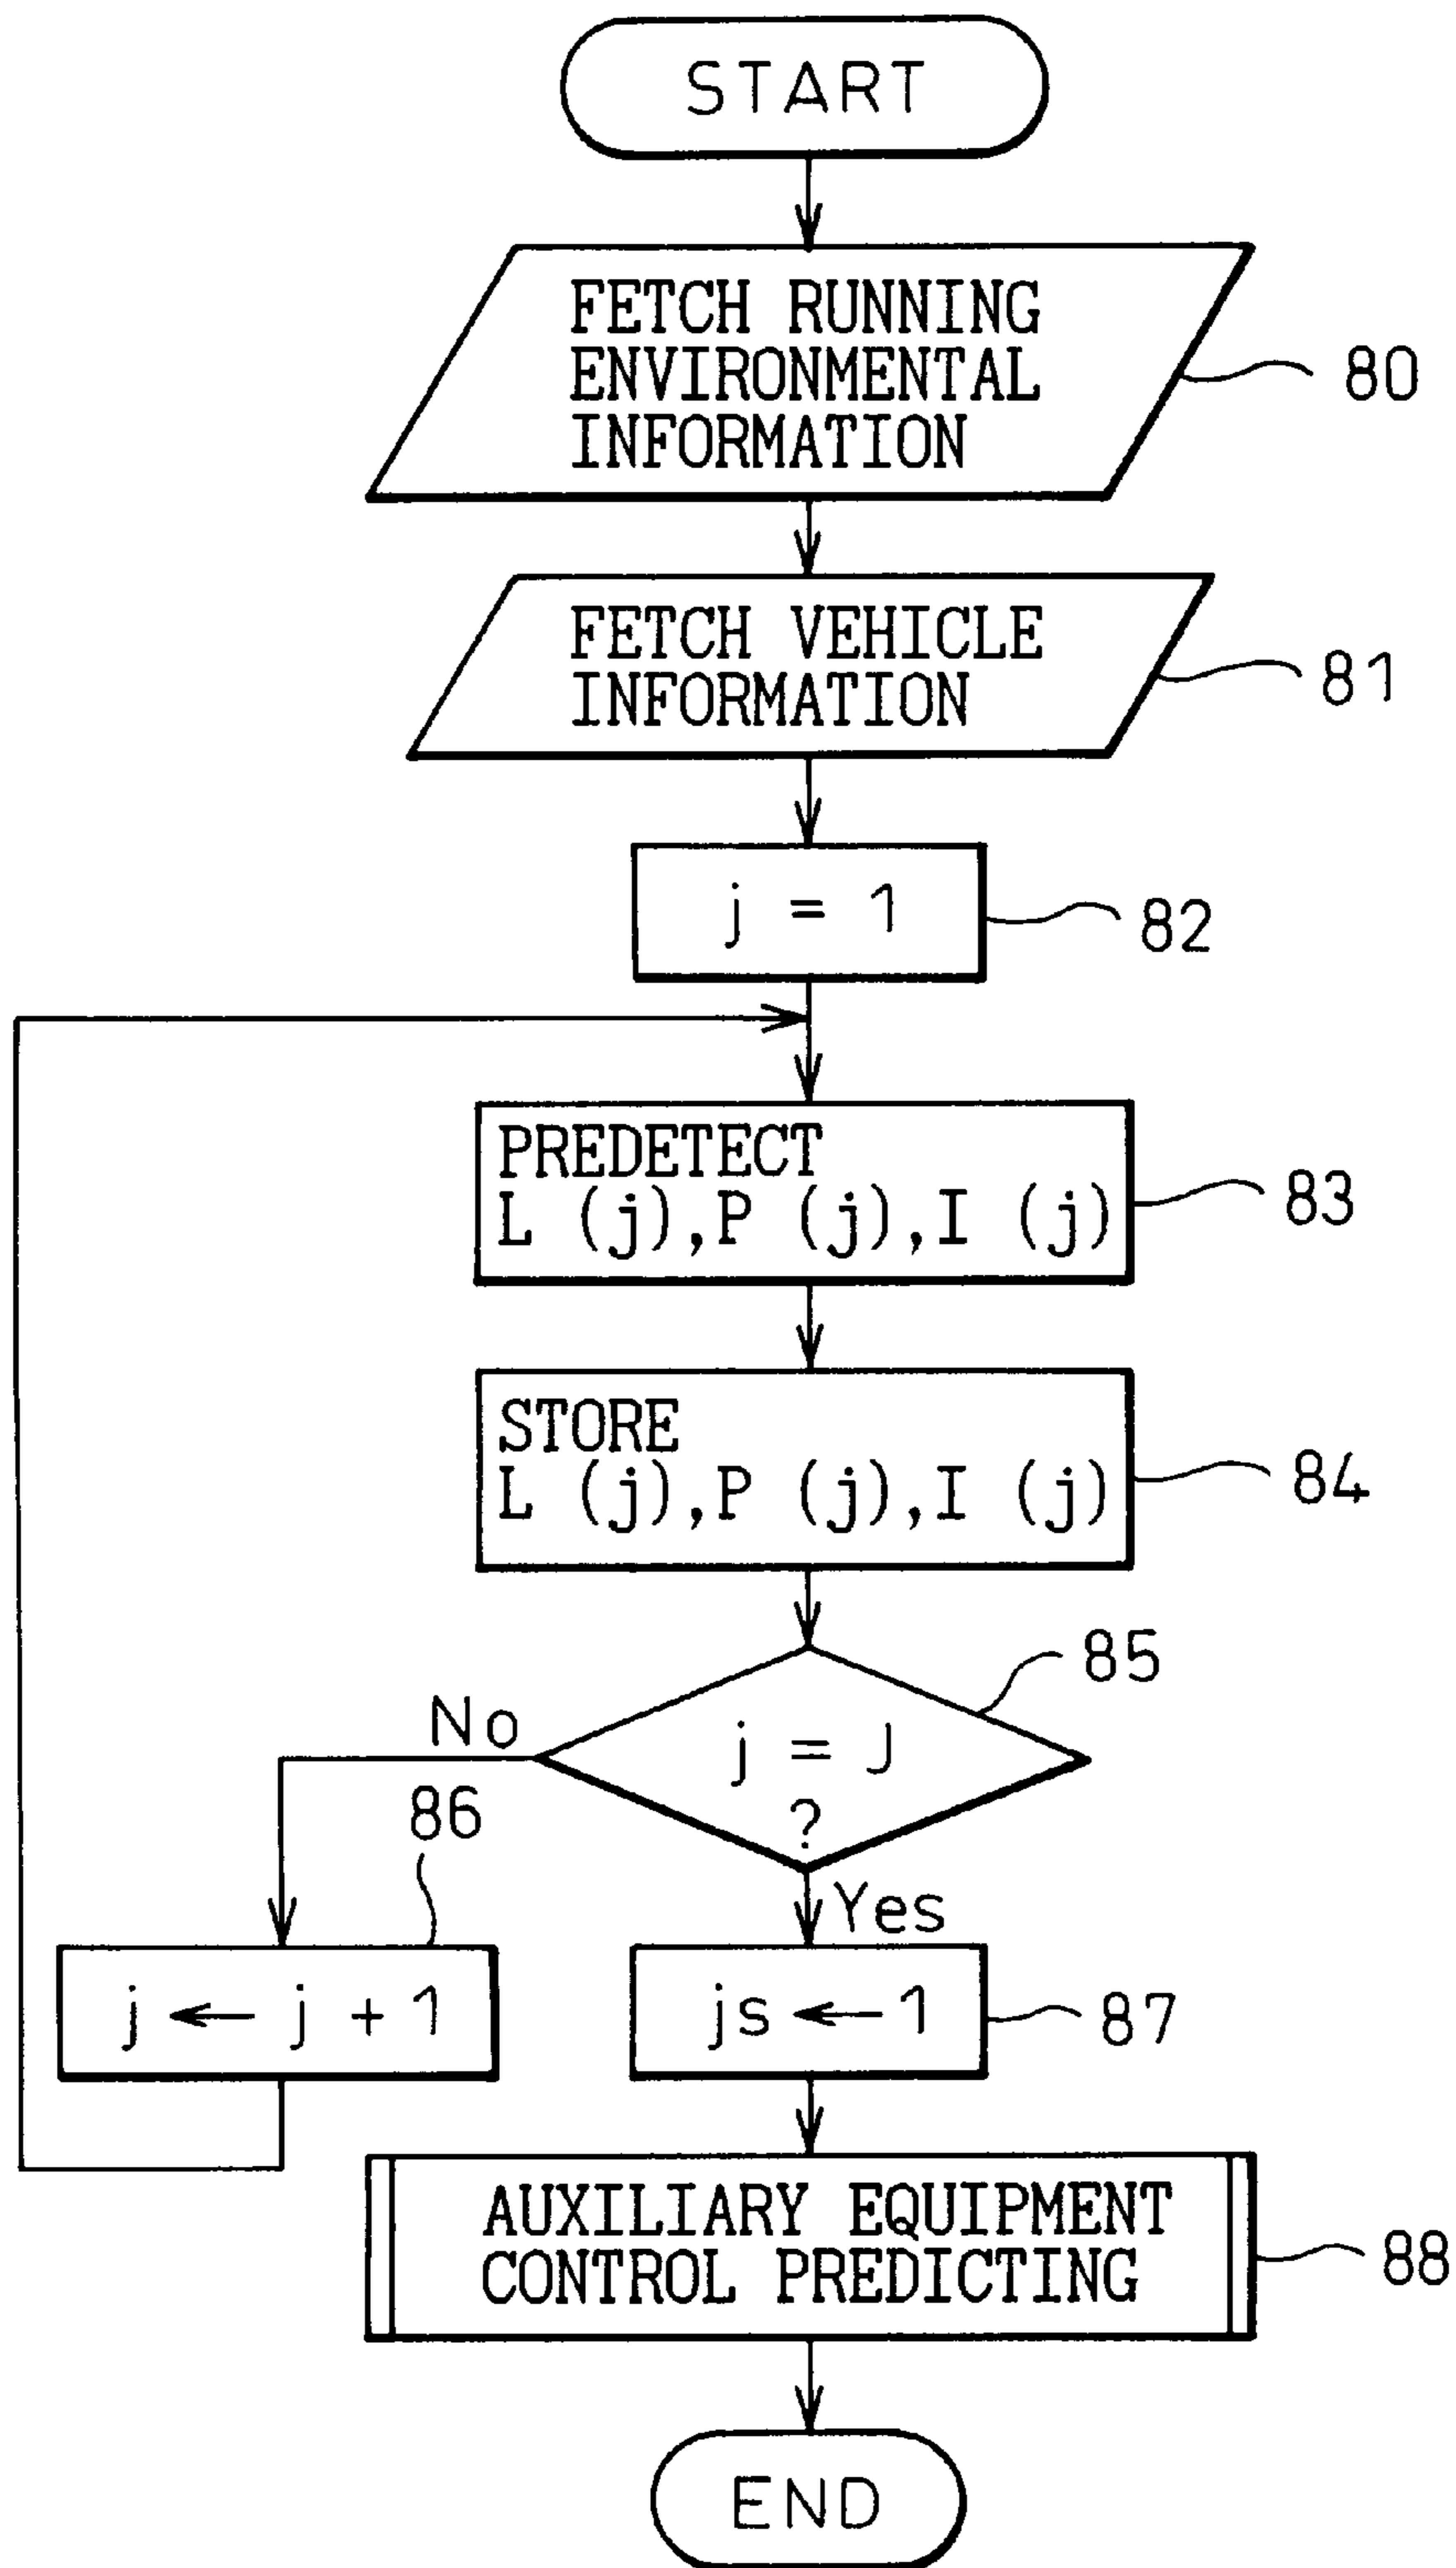 START
FETCH RUNNING
ENVIRONMENTAL
INFORMATION
80
FETCH VEHICLE
INFORMATION
81
j = 1
82
PREDETECT
L (j), P (j), I (j)
83
STORE
L (j), P (j), I (j)
84
85
No
j = J
?
86
Yes
j ← j + 1
js ← 1
87
AUXILIARY EQUIPMENT
CONTROL PREDICTING
88
END